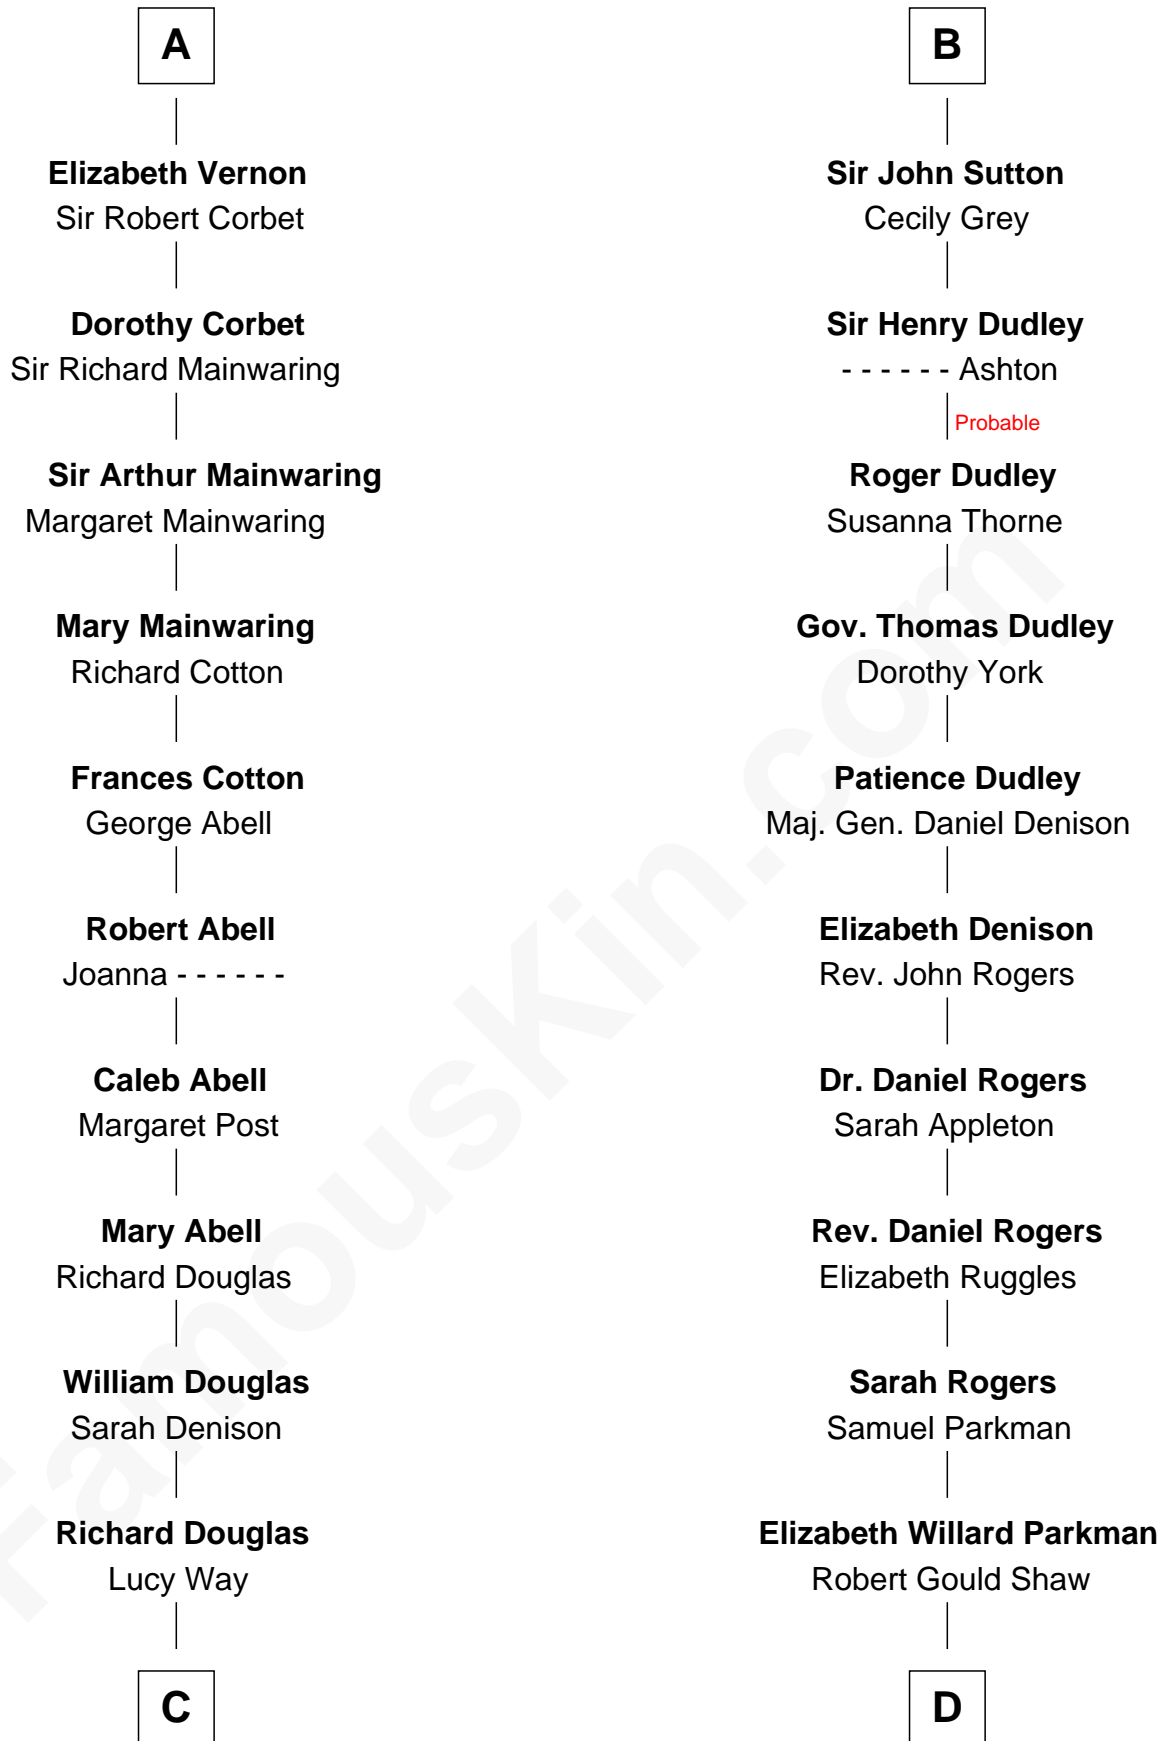 A
Elizabeth Vernon
Sir Robert Corbet
Dorothy Corbet
Sir Richard Mainwaring
Sir Arthur Mainwaring
Margaret Mainwaring
Mary Mainwaring
Richard Cotton
Frances Cotton
George Abell
Robert Abell
Joanna - - - - - -
Caleb Abell
Margaret Post
Mary Abell
Richard Douglas
William Douglas
Sarah Denison
Richard Douglas
Lucy Way
C
B
Sir John Sutton
Cecily Grey
Sir Henry Dudley
- - - - - - Ashton
Probable
Roger Dudley
Susanna Thorne
Gov. Thomas Dudley
Dorothy York
Patience Dudley
Maj. Gen. Daniel Denison
Elizabeth Denison
Rev. John Rogers
Dr. Daniel Rogers
Sarah Appleton
Rev. Daniel Rogers
Elizabeth Ruggles
Sarah Rogers
Samuel Parkman
Elizabeth Willard Parkman
Robert Gould Shaw
D
FamousKin.com